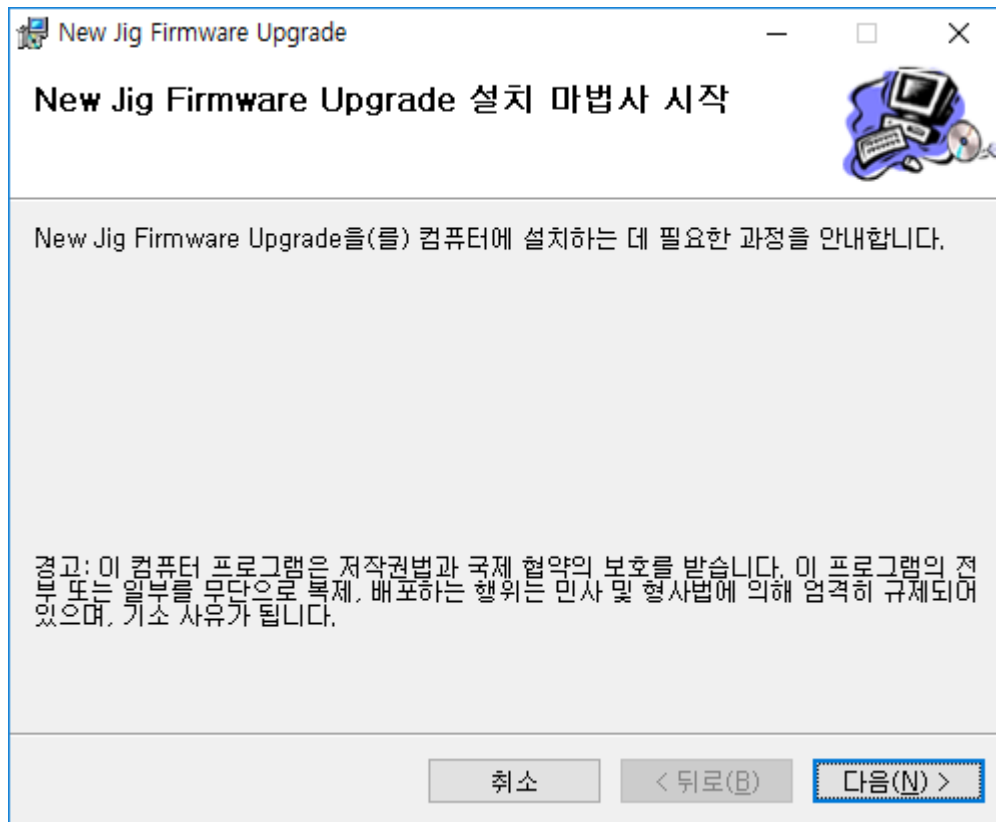 New Jig Firmware Upgrade
New Jig Firmware Upgrade 설치 마법사 시작
New Jig Firmware Upgrade을(를) 컴퓨터에 설치하는 데 필요한 과정을 안내합니다.
경고: 이 컴퓨터 프로그램은 저작권법과 국제 협약의 보호를 받습니다. 이 프로그램의 전
부 또는 일부를 무단으로 복제, 배포하는 행위는 민사 및 형사법에 의해 엄격히 규제되어
있으며, 기소 사유가 됩니다.
취소
< 뒤로(B)
다음(N) >